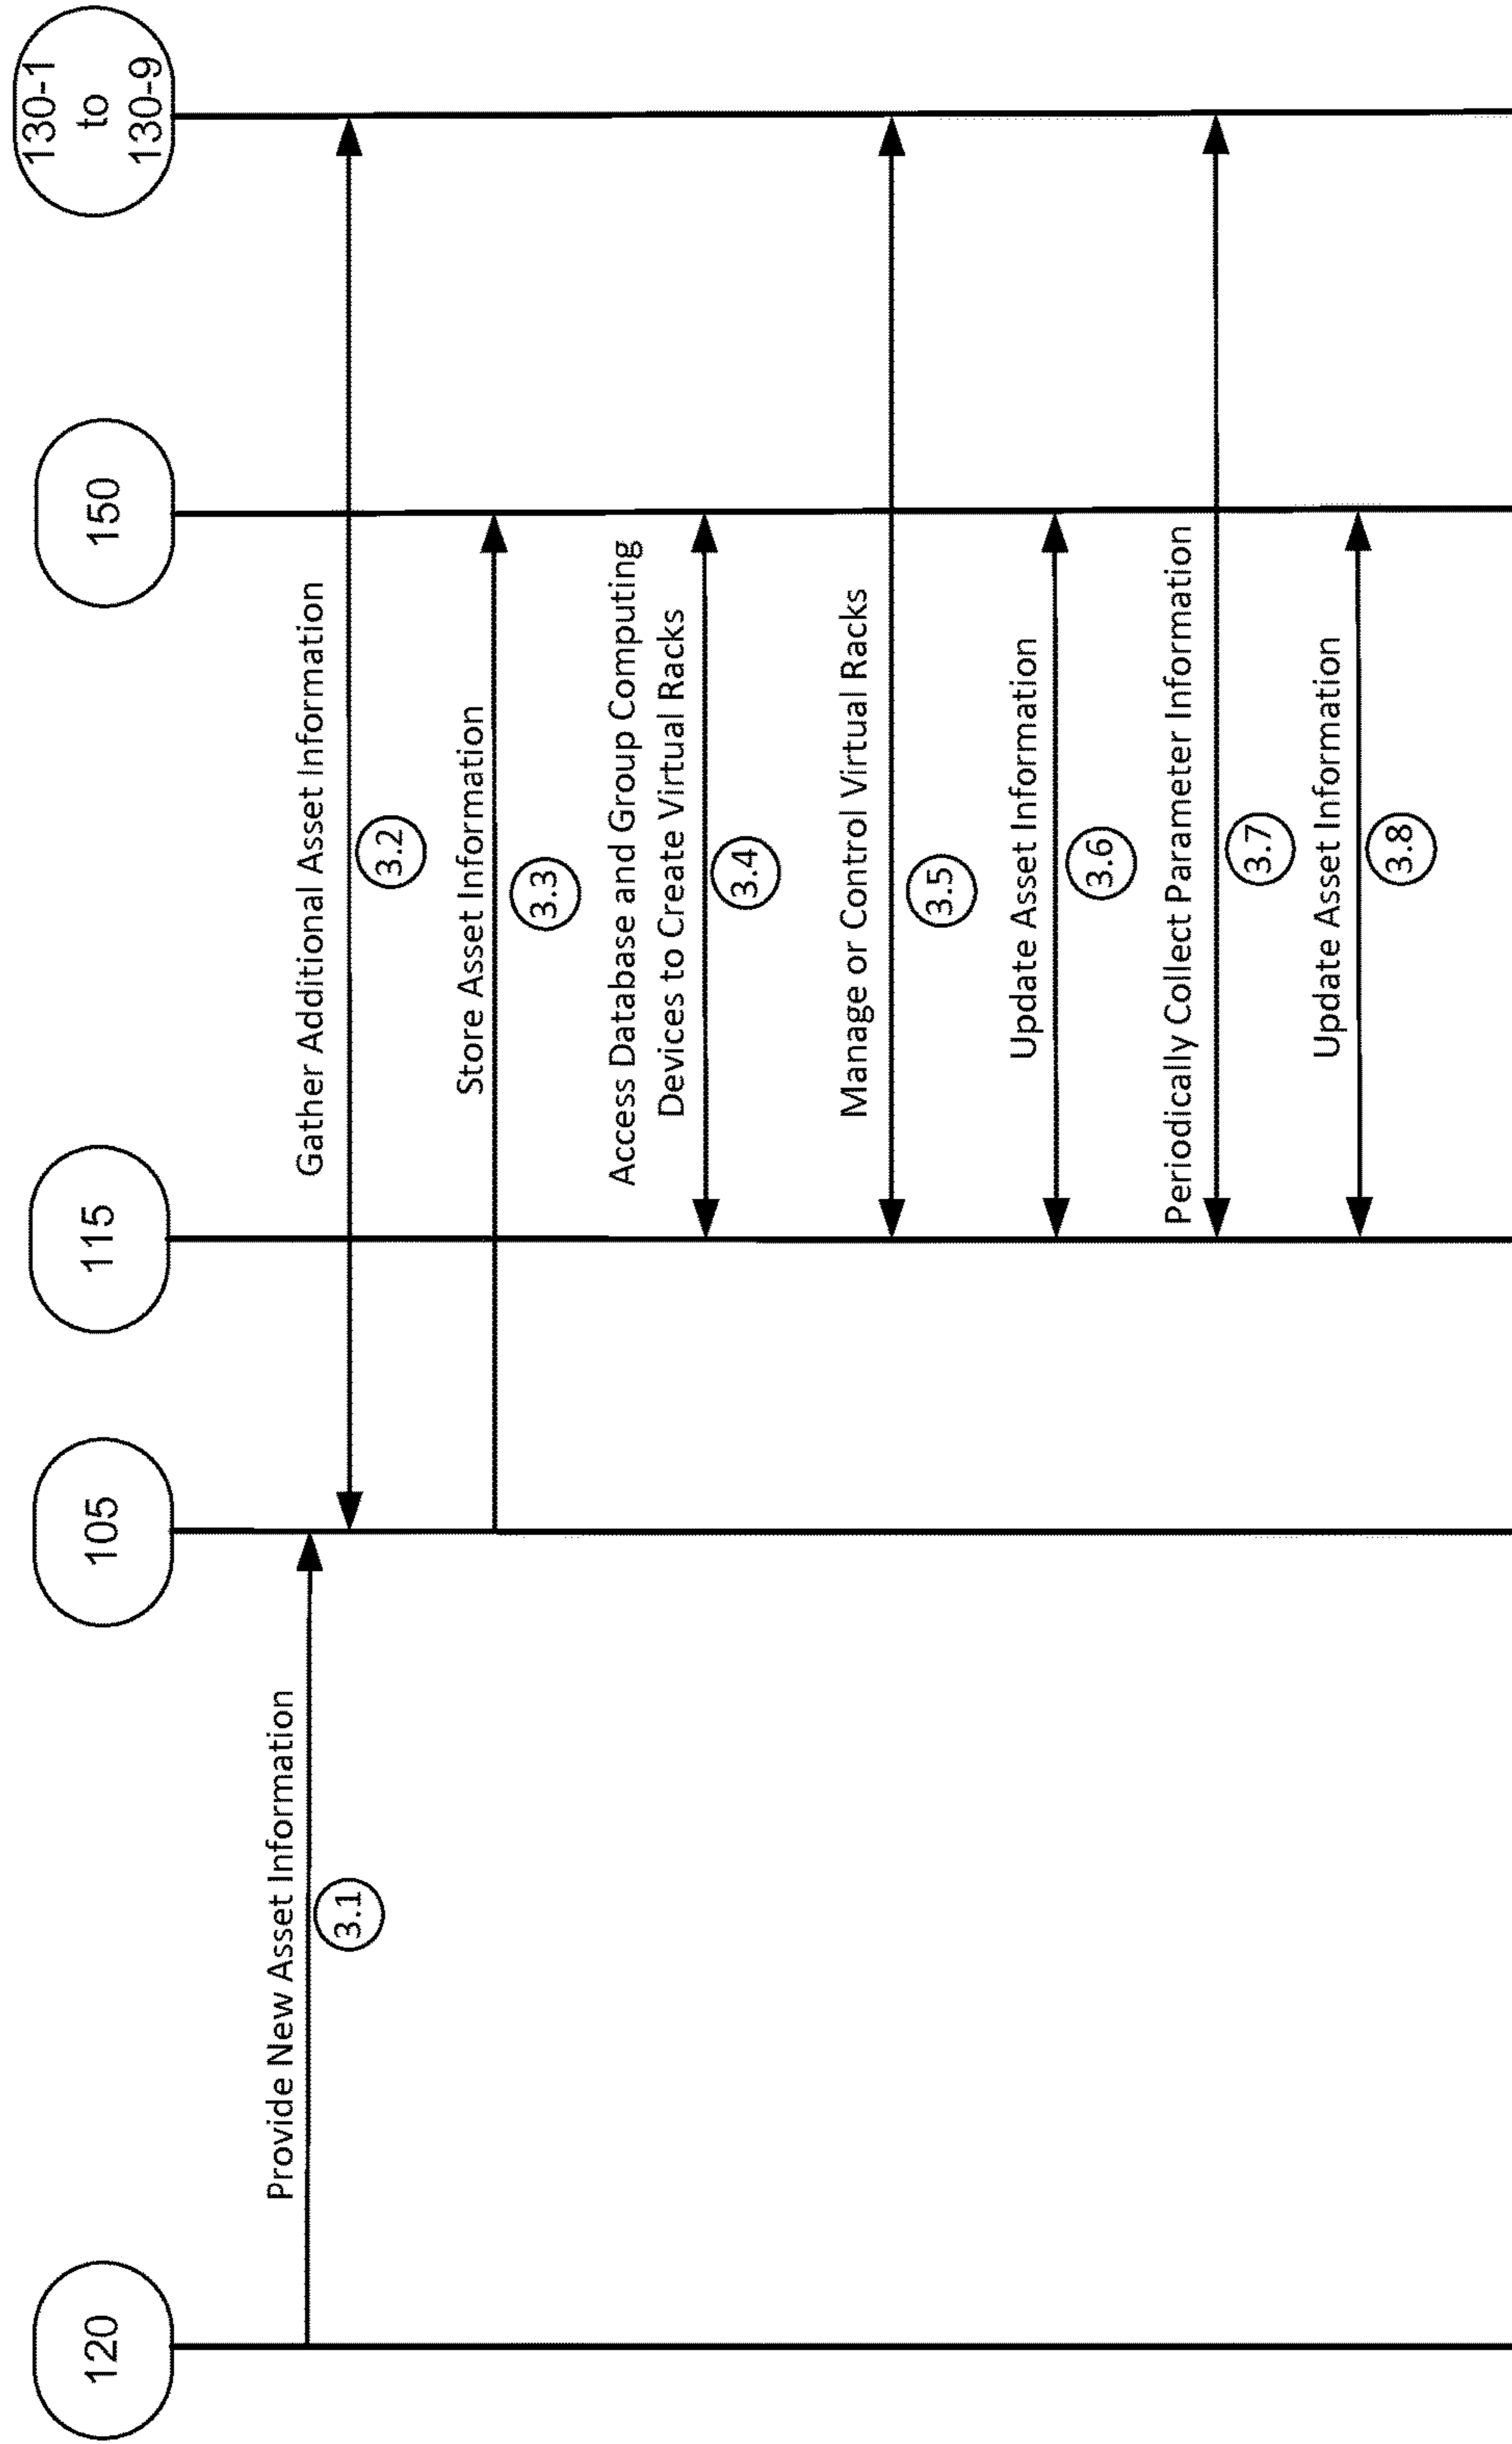 120
105
115
150
130-1
to
130-9
Provide New Asset Information
3.1
Gather Additional Asset Information
3.2
Store Asset Information
3.3
Access Database and Group Computing
Devices to Create Virtual Racks
3.4
Manage or Control Virtual Racks
3.5
Update Asset Information
3.6
Periodically Collect Parameter Information
3.7
Update Asset Information
3.8